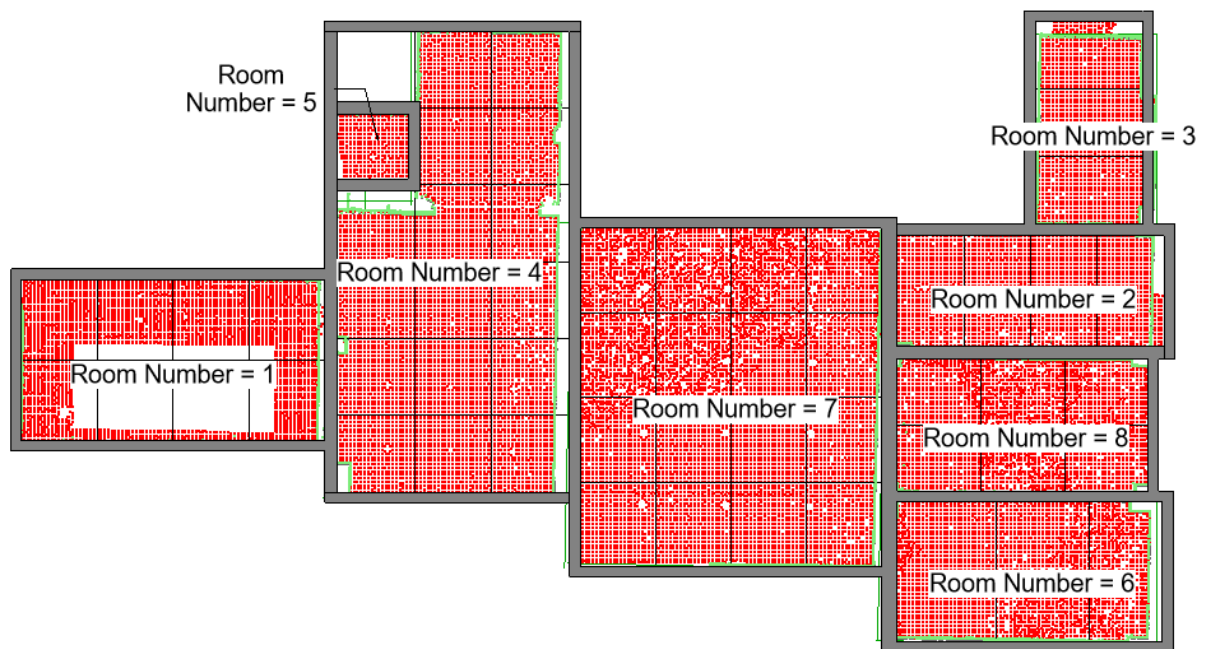 Room
Number = 5
Room Number = 3
Room Number = 4
Room Number = 2
Room Number = 1
Room Number = 7
Room Number = 8
Room Number = 6